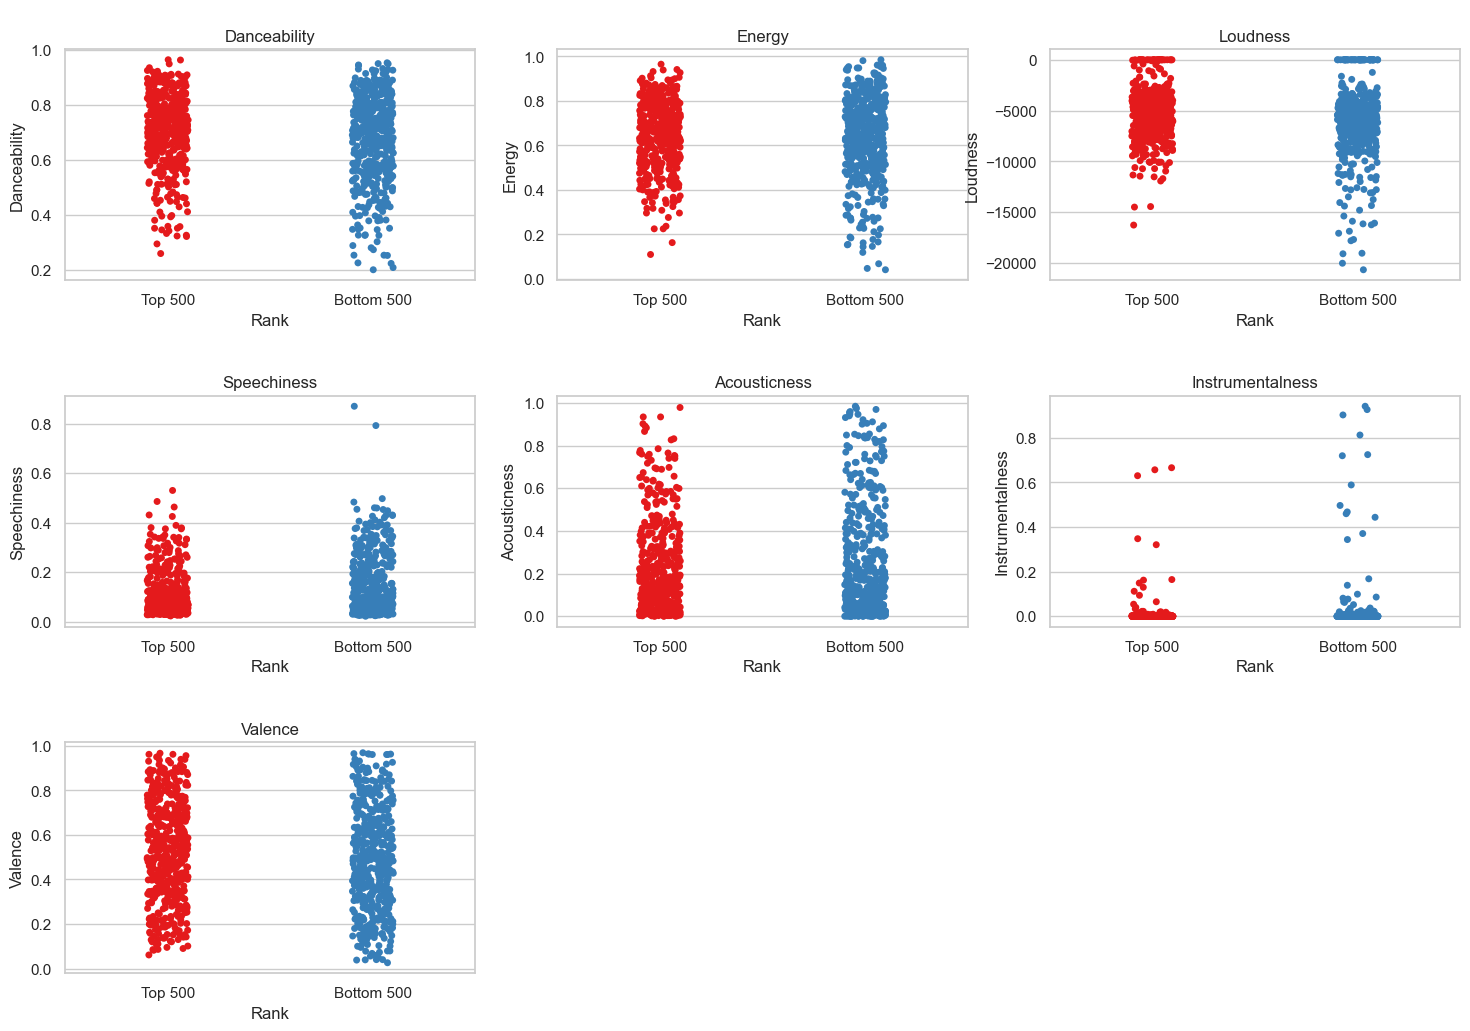 Danceability
Danceability
1.0
0.8
0.6
0.4
0.2
Top 500
Bottom 500
Rank
Energy
Energy
1.0
0.8
0.6
0.4
0.2
0.0
Top 500
Bottom 500
Rank
Loudness
Loudness
0
−5000
−10000
−15000
−20000
Top 500
Bottom 500
Rank
Speechiness
Speechiness
0.8
0.6
0.4
0.2
0.0
Top 500
Bottom 500
Rank
Acousticness
Acousticness
1.0
0.8
0.6
0.4
0.2
0.0
Top 500
Bottom 500
Rank
Instrumentalness
Instrumentalness
0.8
0.6
0.4
0.2
0.0
Top 500
Bottom 500
Rank
Valence
Valence
1.0
0.8
0.6
0.4
0.2
0.0
Top 500
Bottom 500
Rank